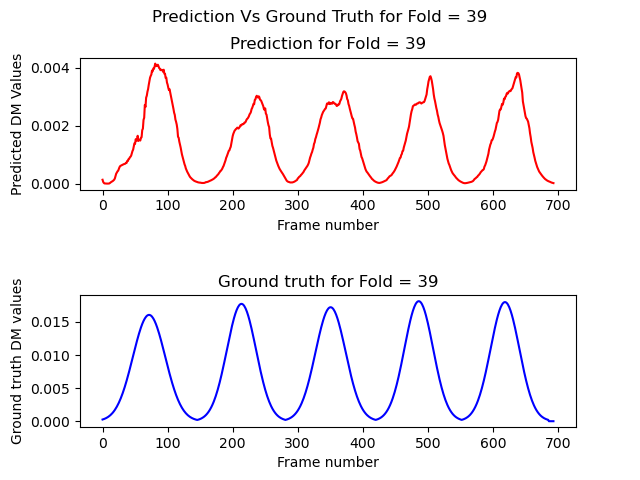 Prediction Vs Ground Truth for Fold = 39
Prediction for Fold = 39
Predicted DM Values
0.004
0.002
0.000
0 100 200 300 400 500 600 700
Frame number
Ground truth for Fold = 39
Ground truth DM values
0.015
0.010
0.005
0.000
0 100 200 300 400 500 600 700
Frame number